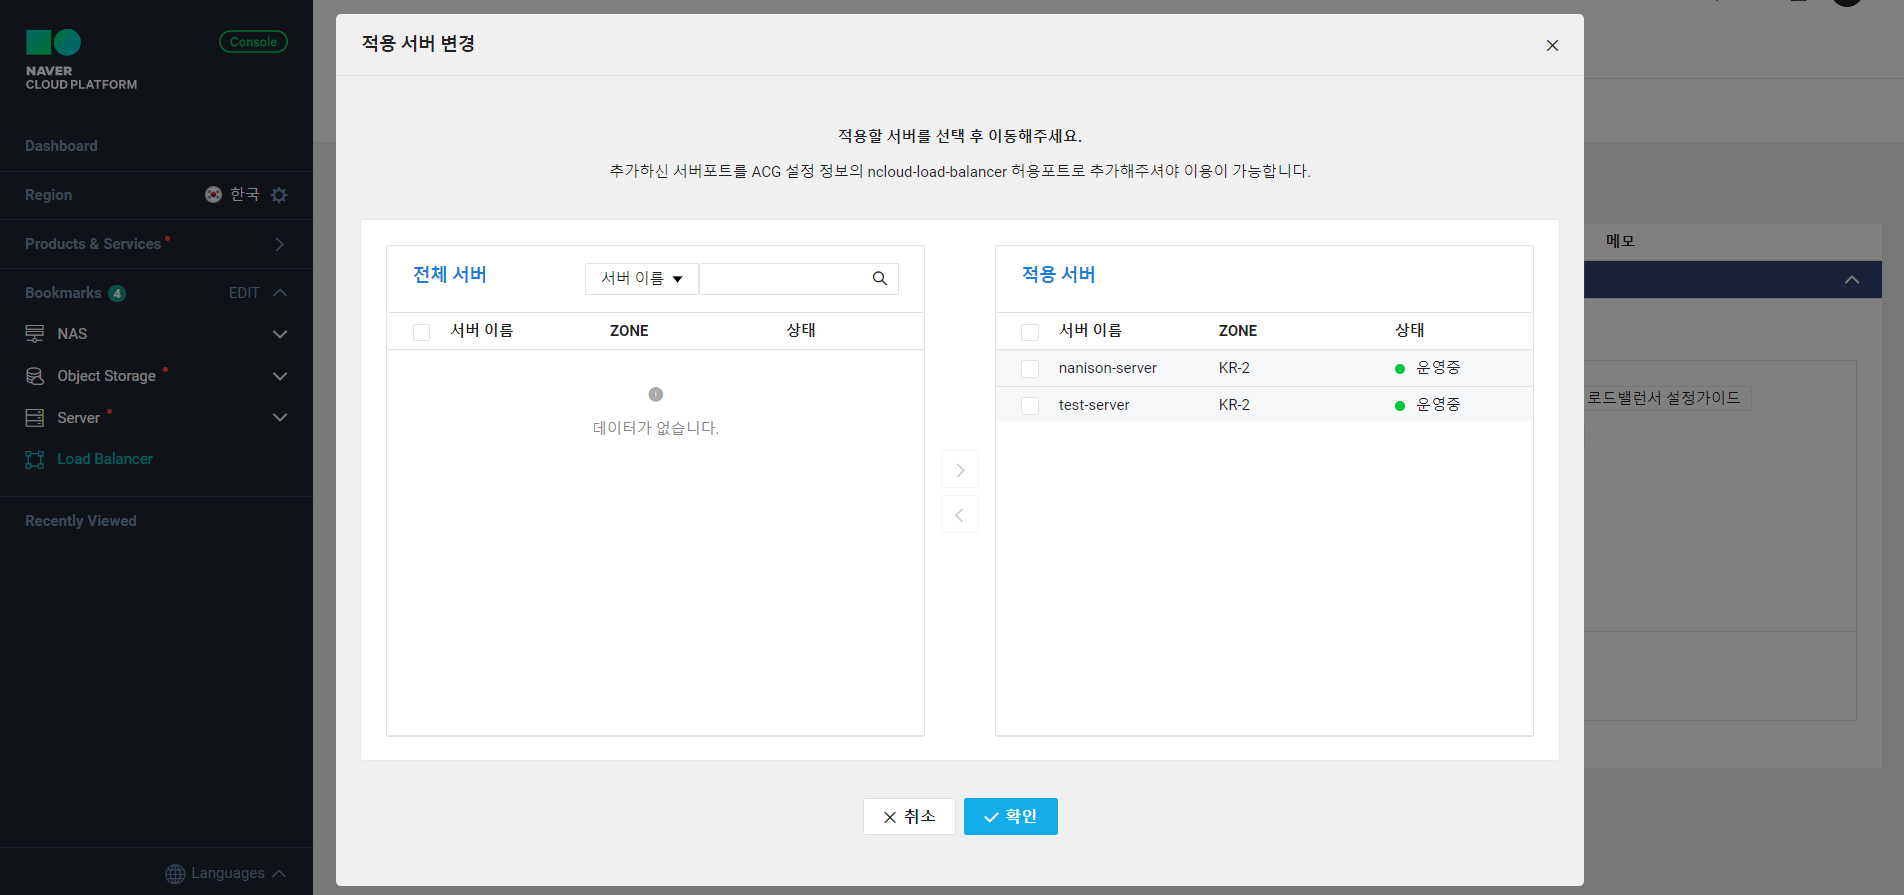 NAVER
CLOUD PLATFORM
Console
Dashboard
Region 한국
Products & Services
Bookmarks 4 EDIT
NAS
Object Storage
Server
Load Balancer
Recently Viewed
Languages
적용 서버 변경
적용할 서버를 선택 후 이동해주세요.
추가하신 서버포트를 ACG 설정 정보의 ncloud-load-balancer 허용포트로 추가해주셔야 이용이 가능합니다.
전체 서버 서버 이름
서버 이름 ZONE 상태
데이터가 없습니다.
적용 서버
서버 이름 ZONE 상태
nanison-server KR-2 운영중
test-server KR-2 운영중
취소 확인
메모
로드밸런서 설정가이드